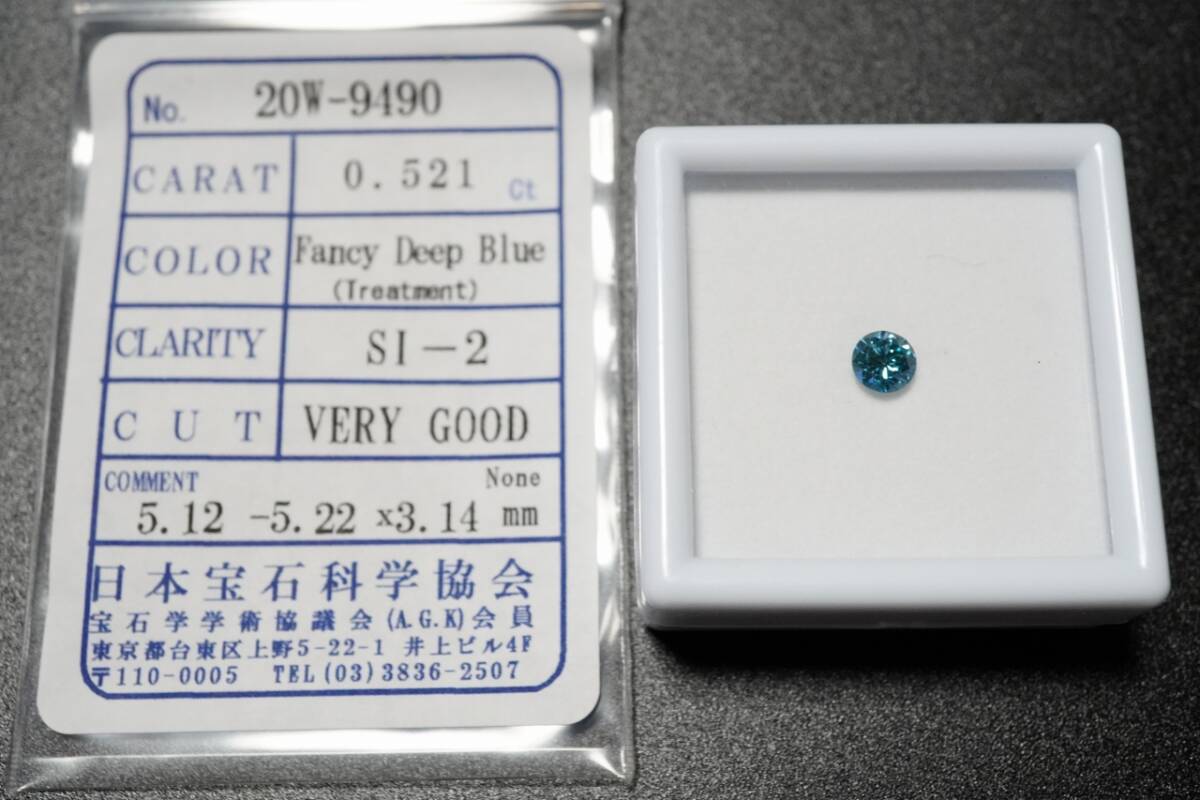 No. 20W-9490
CARAT 0.521 Ct
COLOR Fancy Deep Blue
(Treatment)
CLARITY SI-2
CUT VERY GOOD
COMMENT None
5.12 -5.22 x3.14 mm
日本宝石科学協会
宝石学学術協議会(A.G.K)会員
東京都台東区上野5-22-1 井上ビル4F
〒110-0005 TEL(03)3836-2507